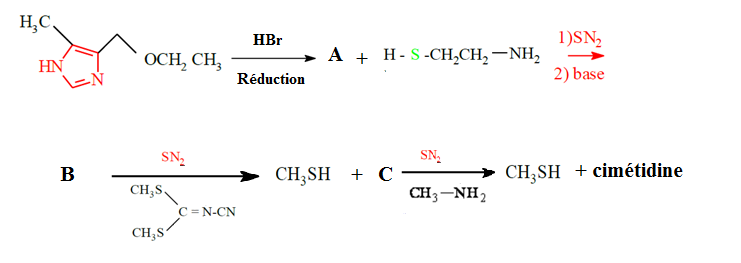 H3C
HN
N
OCH2 CH3
HBr
Réduction
A + H - S -CH2CH2 — NH2
1)SN2
2) base
B
SN2
CH3S
C = N-CN
CH3S
CH3SH + C
SN2
CH3—NH2
CH3SH + cimétidine